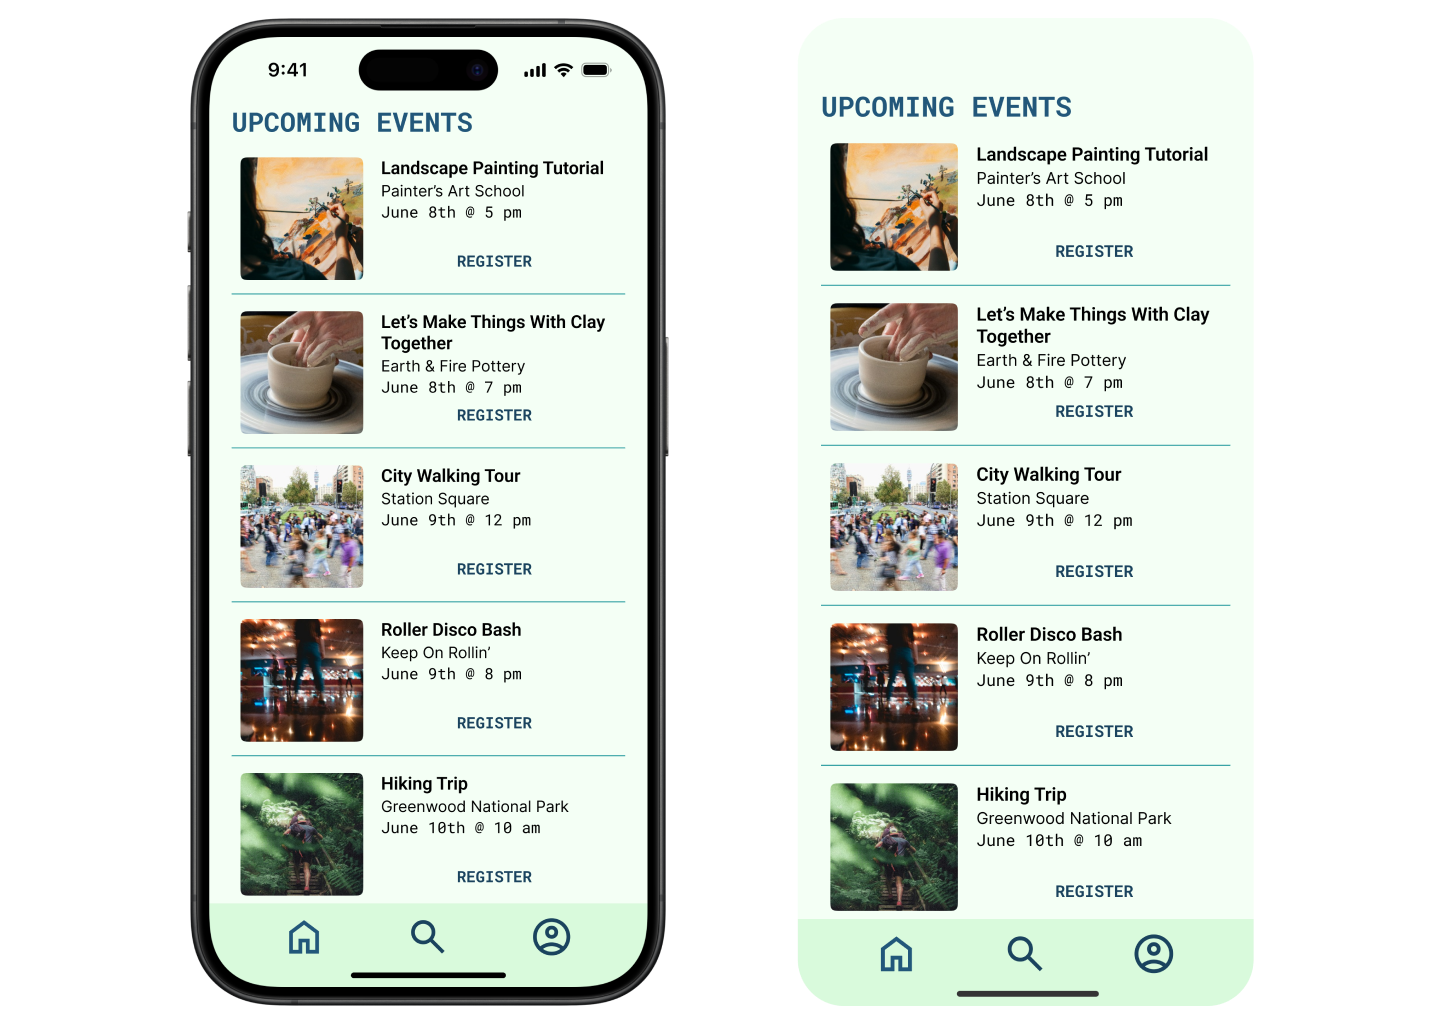 9:41
UPCOMING EVENTS
Landscape Painting Tutorial
Painter’s Art School
June 8th @ 5 pm
REGISTER
Let’s Make Things With Clay
Together
Earth & Fire Pottery
June 8th @ 7 pm
REGISTER
City Walking Tour
Station Square
June 9th @ 12 pm
REGISTER
Roller Disco Bash
Keep On Rollin’
June 9th @ 8 pm
REGISTER
Hiking Trip
Greenwood National Park
June 10th @ 10 am
REGISTER
UPCOMING EVENTS
Landscape Painting Tutorial
Painter’s Art School
June 8th @ 5 pm
REGISTER
Let’s Make Things With Clay
Together
Earth & Fire Pottery
June 8th @ 7 pm
REGISTER
City Walking Tour
Station Square
June 9th @ 12 pm
REGISTER
Roller Disco Bash
Keep On Rollin’
June 9th @ 8 pm
REGISTER
Hiking Trip
Greenwood National Park
June 10th @ 10 am
REGISTER